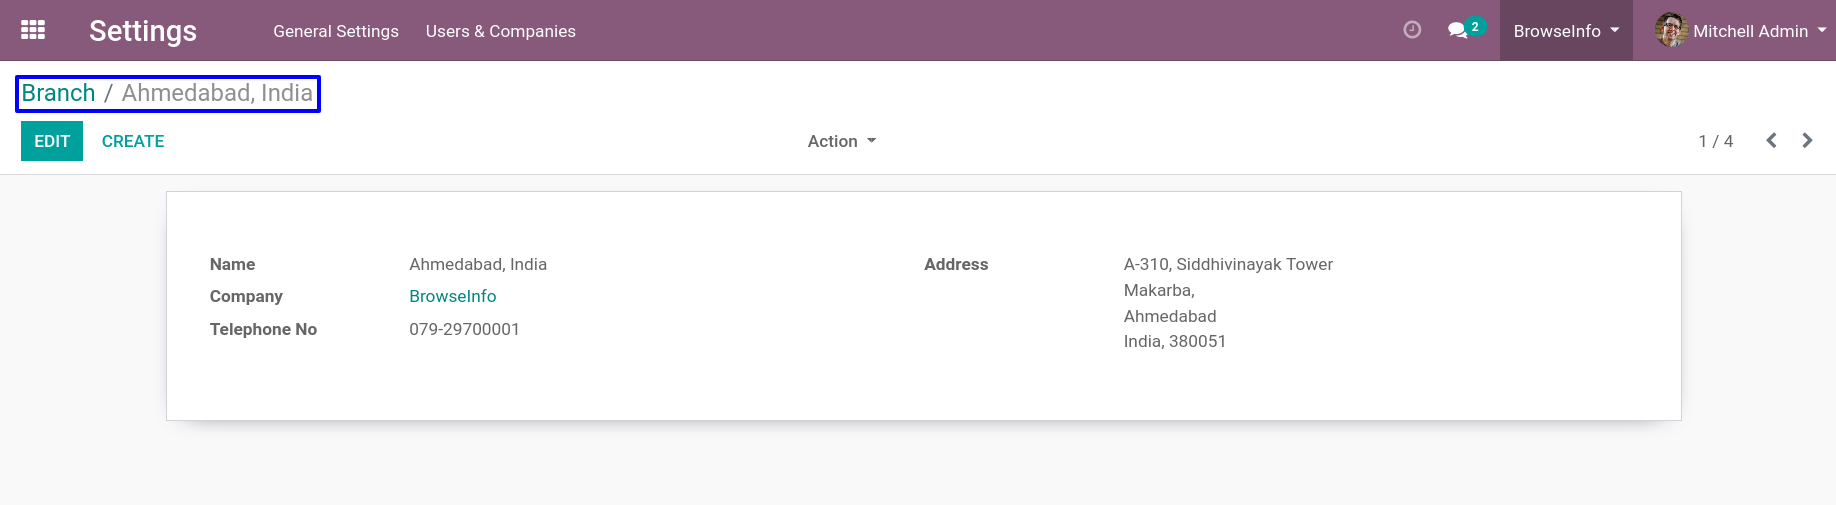 Settings General Settings Users & Companies 2 BrowseInfo Mitchell Admin
Branch / Ahmedabad, India
EDIT CREATE Action 1 / 4
Name Ahmedabad, India Address A-310, Siddhivinayak Tower
Makarba,
Company BrowseInfo
Ahmedabad
Telephone No 079-29700001
India, 380051